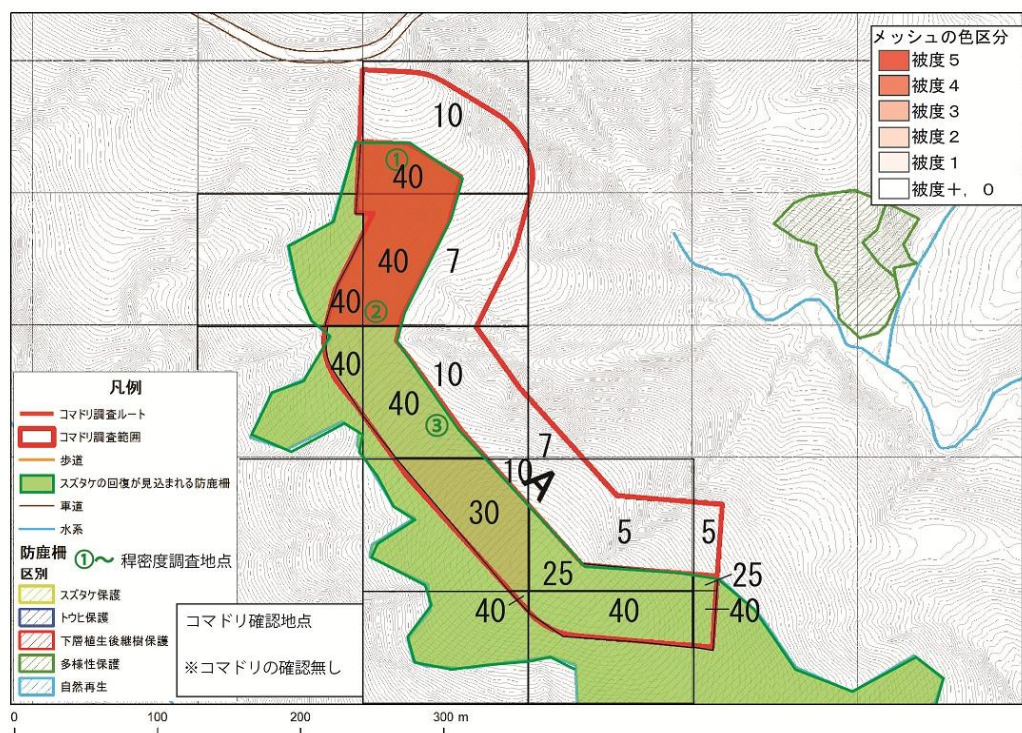 メッシュの色区分
被度5
被度4
被度3
被度2
被度1
被度+, 0
10
①
40
40
7
40
②
40
10
40
③
7
10
A
30
5
5
25
25
40
40
40
凡例
コマドリ調査ルート
コマドリ調査範囲
歩道
スズタケの回復が見込まれる防鹿柵
車道
水系
防鹿柵
区別
①～ 稈密度調査地点
スズタケ保護
トウヒ保護
下層植生後継樹保護
多様性保護
自然再生
コマドリ確認地点
※コマドリの確認無し
0 100 200 300 m